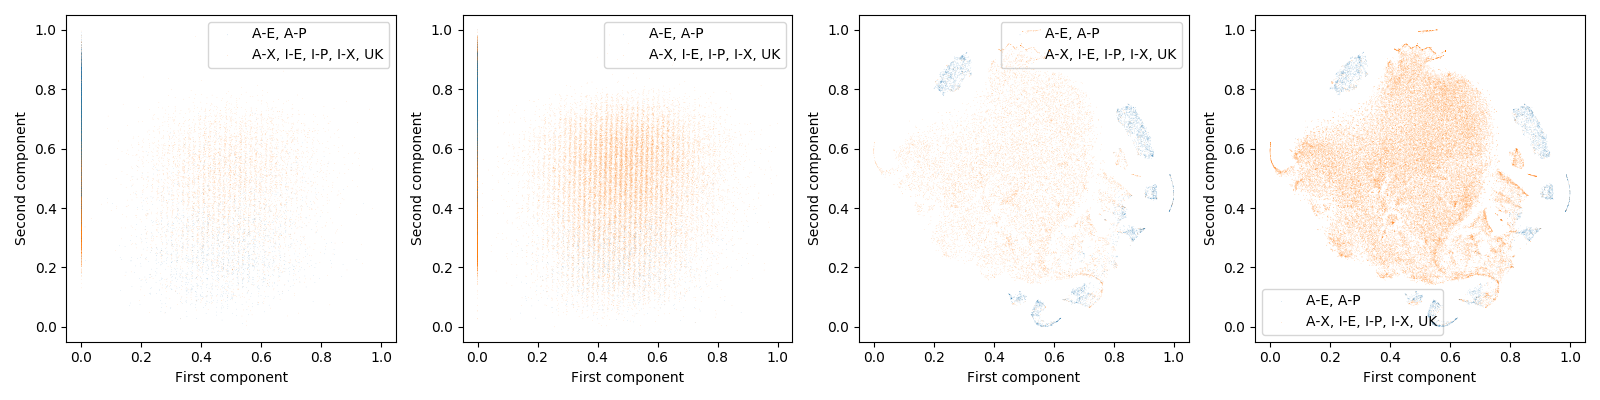 1.0
0.8
0.6
0.4
0.2
0.0
Second component
0.0 0.2 0.4 0.6 0.8 1.0
First component
A-E, A-P
A-X, I-E, I-P, I-X, UK
1.0
0.8
0.6
0.4
0.2
0.0
Second component
0.0 0.2 0.4 0.6 0.8 1.0
First component
A-E, A-P
A-X, I-E, I-P, I-X, UK
1.0
0.8
0.6
0.4
0.2
0.0
Second component
0.0 0.2 0.4 0.6 0.8 1.0
First component
A-E, A-P
A-X, I-E, I-P, I-X, UK
1.0
0.8
0.6
0.4
0.2
0.0
Second component
0.0 0.2 0.4 0.6 0.8 1.0
First component
A-E, A-P
A-X, I-E, I-P, I-X, UK